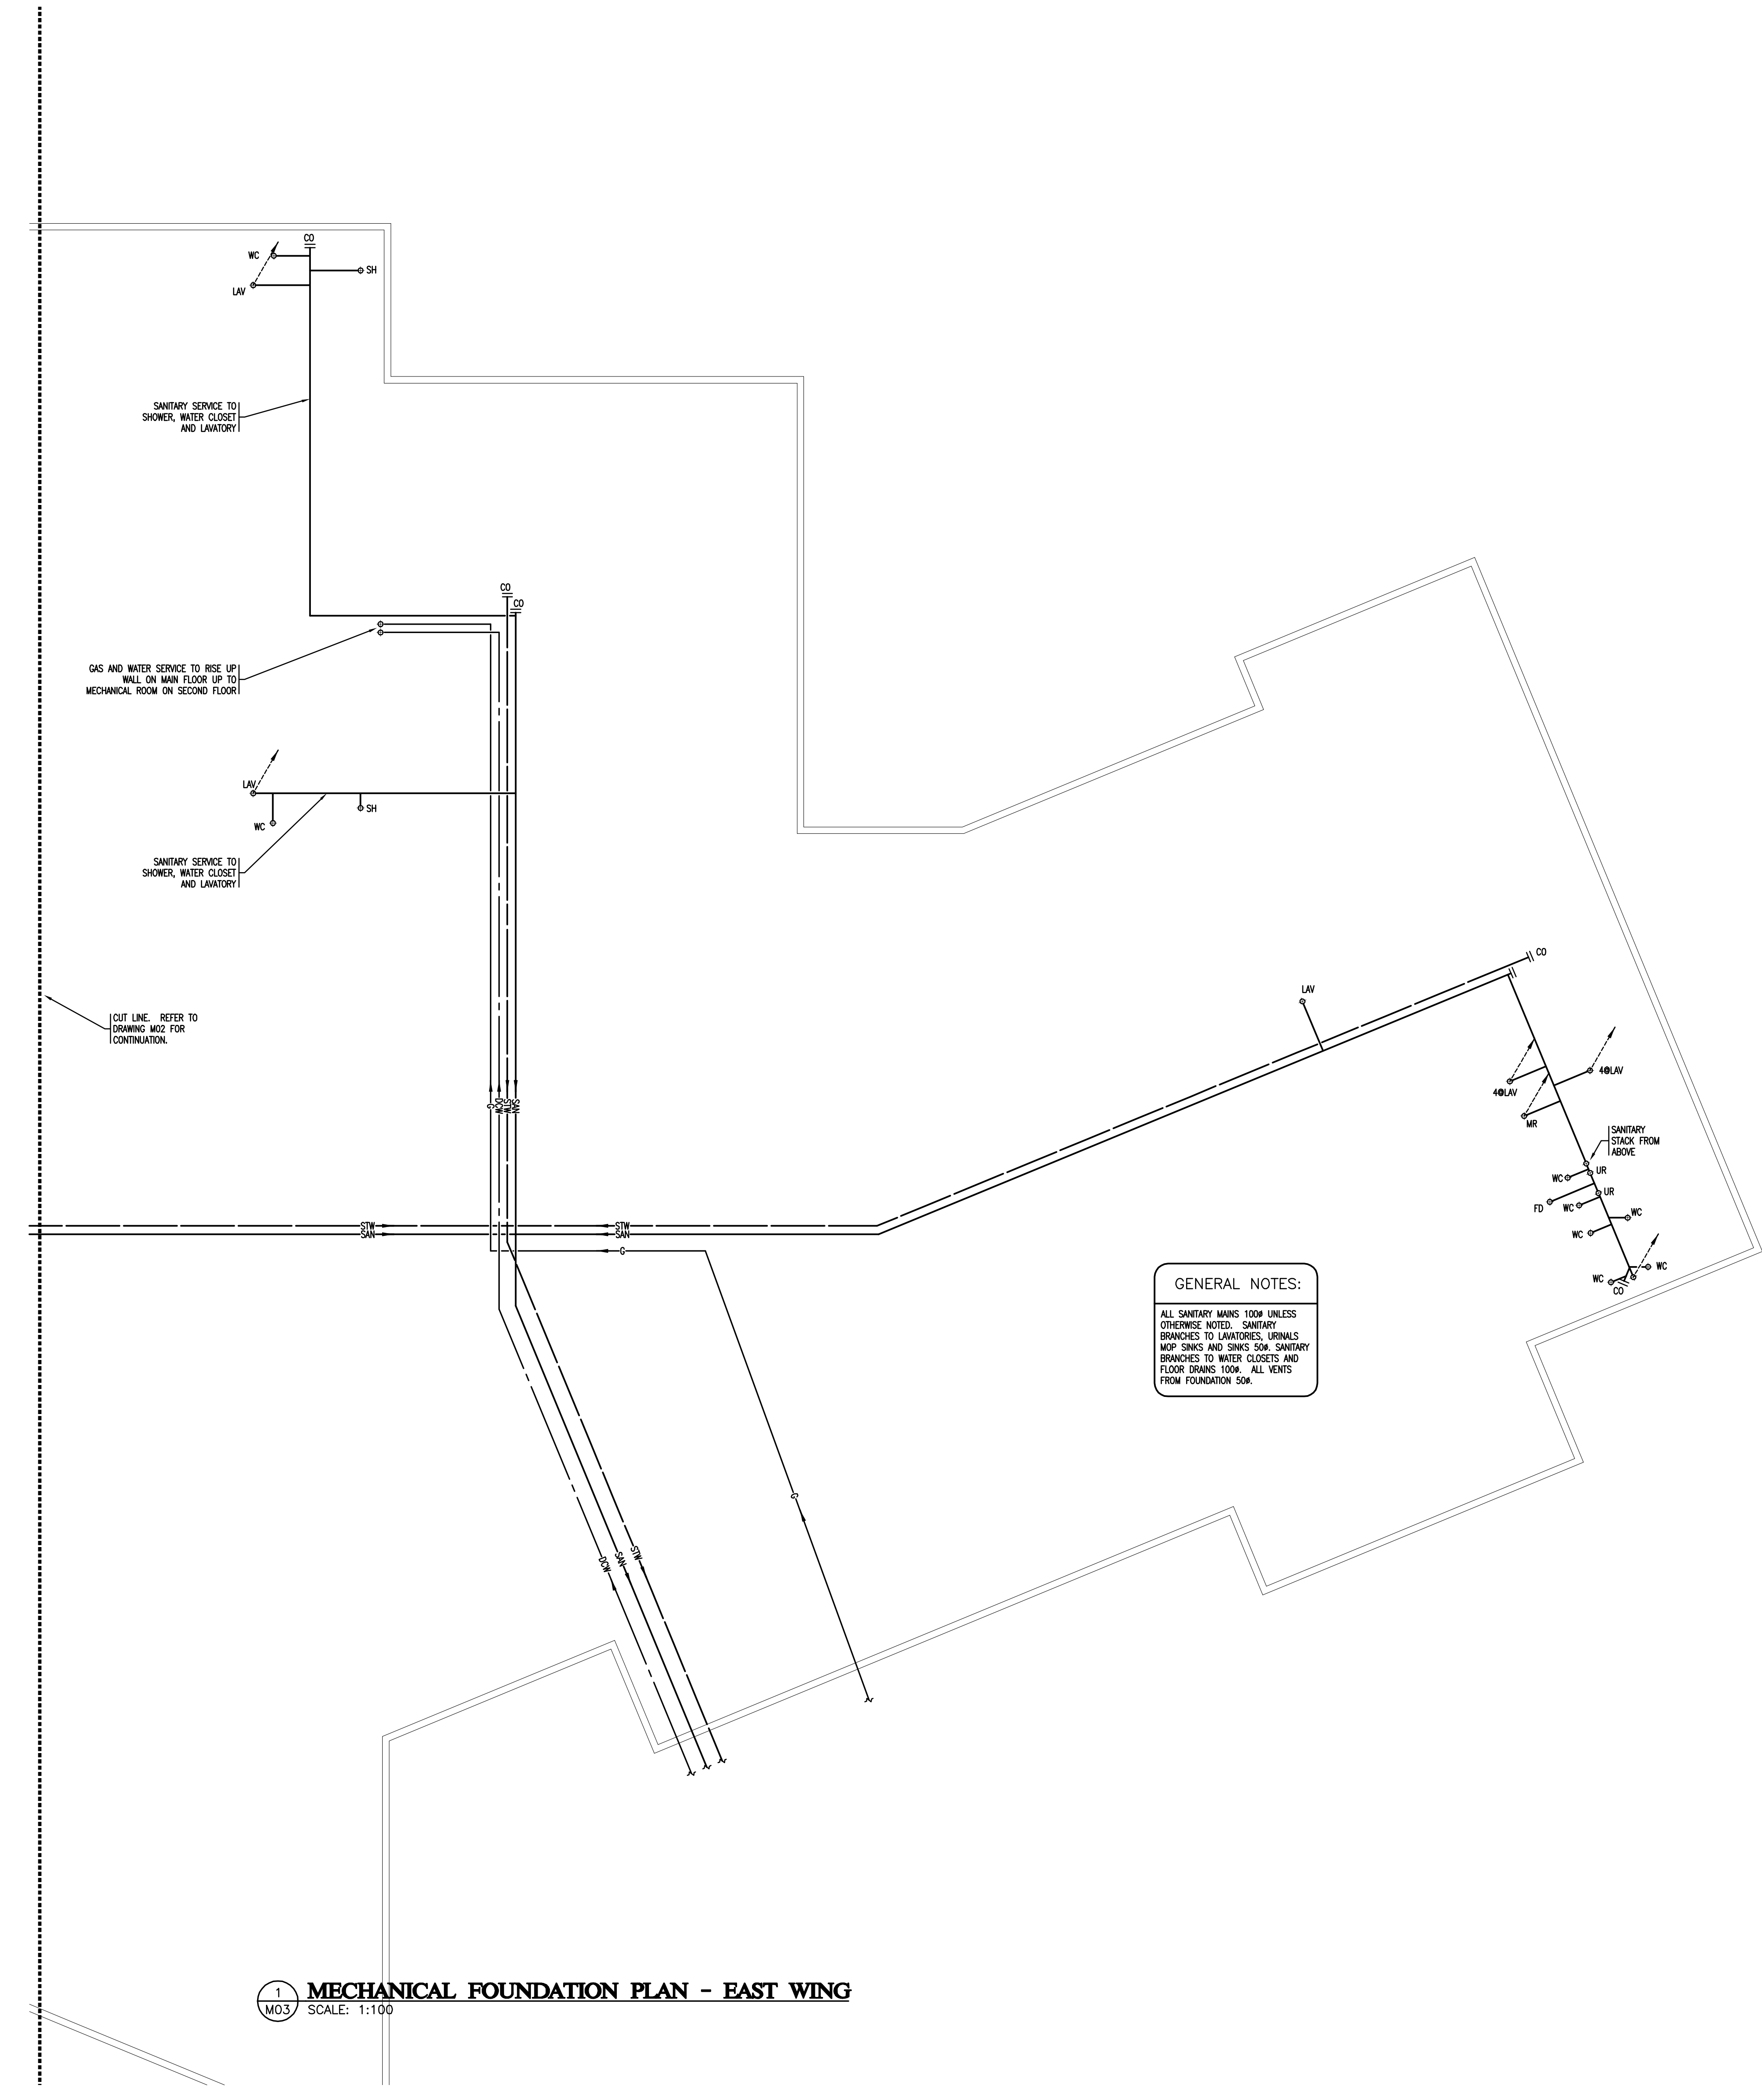 CO
WC
SH
LAV
SANITARY SERVICE TO
SHOWER, WATER CLOSET
AND LAVATORY
CO
CO
GAS AND WATER SERVICE TO RISE UP
WALL ON MAIN FLOOR UP TO
MECHANICAL ROOM ON SECOND FLOOR
LAV
SH
WC
SANITARY SERVICE TO
SHOWER, WATER CLOSET
AND LAVATORY
CO
LAV
CUT LINE. REFER TO
DRAWING M02 FOR
CONTINUATION.
4@LAV
4@LAV
G
DCW
STW
SAN
MR
SANITARY
STACK FROM
ABOVE
UR
WC
UR
FD
WC
WC
WC
STW
SAN
STW
SAN
G
WC
WC
CO
GENERAL NOTES:
ALL SANITARY MAINS 100ø UNLESS
OTHERWISE NOTED. SANITARY
BRANCHES TO LAVATORIES, URINALS
MOP SINKS AND SINKS 50ø. SANITARY
BRANCHES TO WATER CLOSETS AND
FLOOR DRAINS 100ø. ALL VENTS
FROM FOUNDATION 50ø.
G
DCW
SAN
STW
1
M03
MECHANICAL FOUNDATION PLAN - EAST WING
SCALE: 1:100